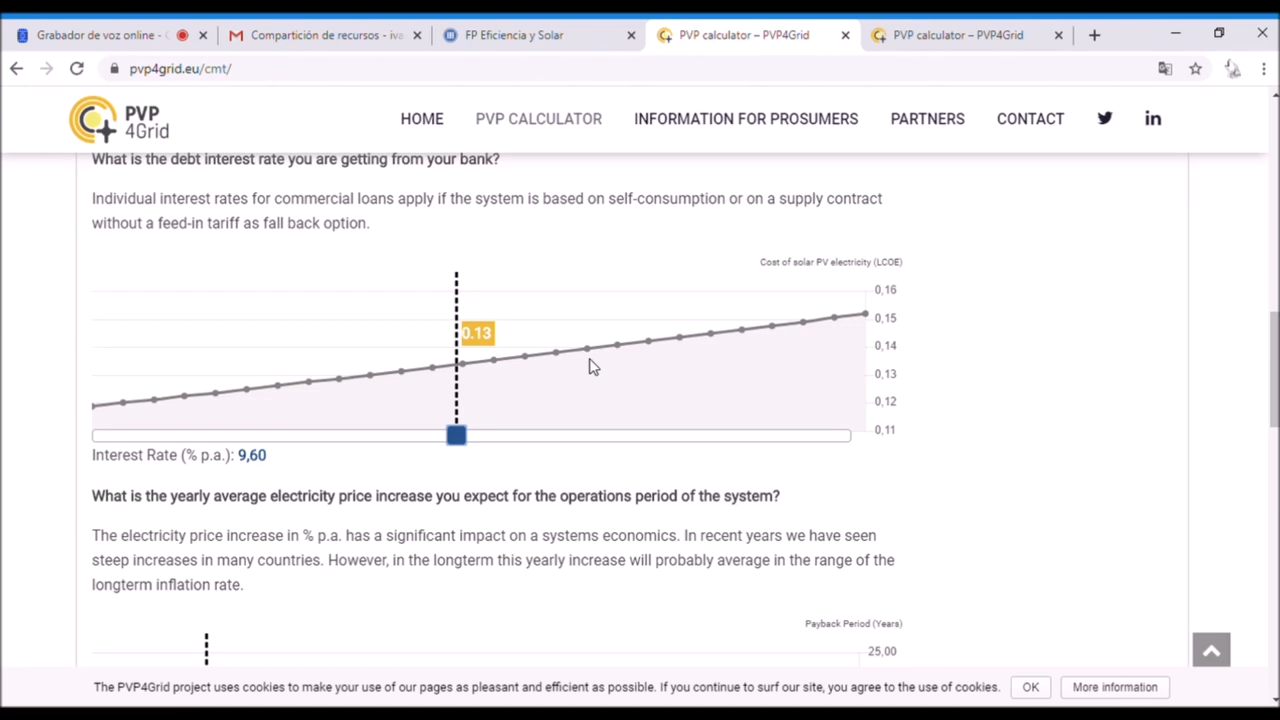 Grabador de voz online -
Compartición de recursos - iva
FP Eficiencia y Solar
PVP calculator – PVP4Grid
PVP calculator – PVP4Grid
pvp4grid.eu/cmt/
PVP
4Grid
HOME
PVP CALCULATOR
INFORMATION FOR PROSUMERS
PARTNERS
CONTACT
What is the debt interest rate you are getting from your bank?
Individual interest rates for commercial loans apply if the system is based on self-consumption or on a supply contract
without a feed-in tariff as fall back option.
Cost of solar PV electricity (LCOE)
0,16
0,15
0.13
0,14
0,13
0,12
0,11
Interest Rate (% p.a.): 9,60
What is the yearly average electricity price increase you expect for the operations period of the system?
The electricity price increase in % p.a. has a significant impact on a systems economics. In recent years we have seen
steep increases in many countries. However, in the longterm this yearly increase will probably average in the range of the
longterm inflation rate.
Payback Period (Years)
25,00
The PVP4Grid project uses cookies to make your use of our pages as pleasant and efficient as possible. If you continue to surf our site, you agree to the use of cookies.
OK
More information